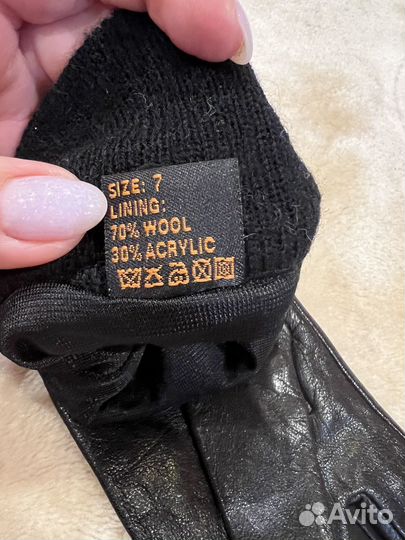 SIZE: 7
LINING:
70% WOOL
30% ACRYLIC
Avito